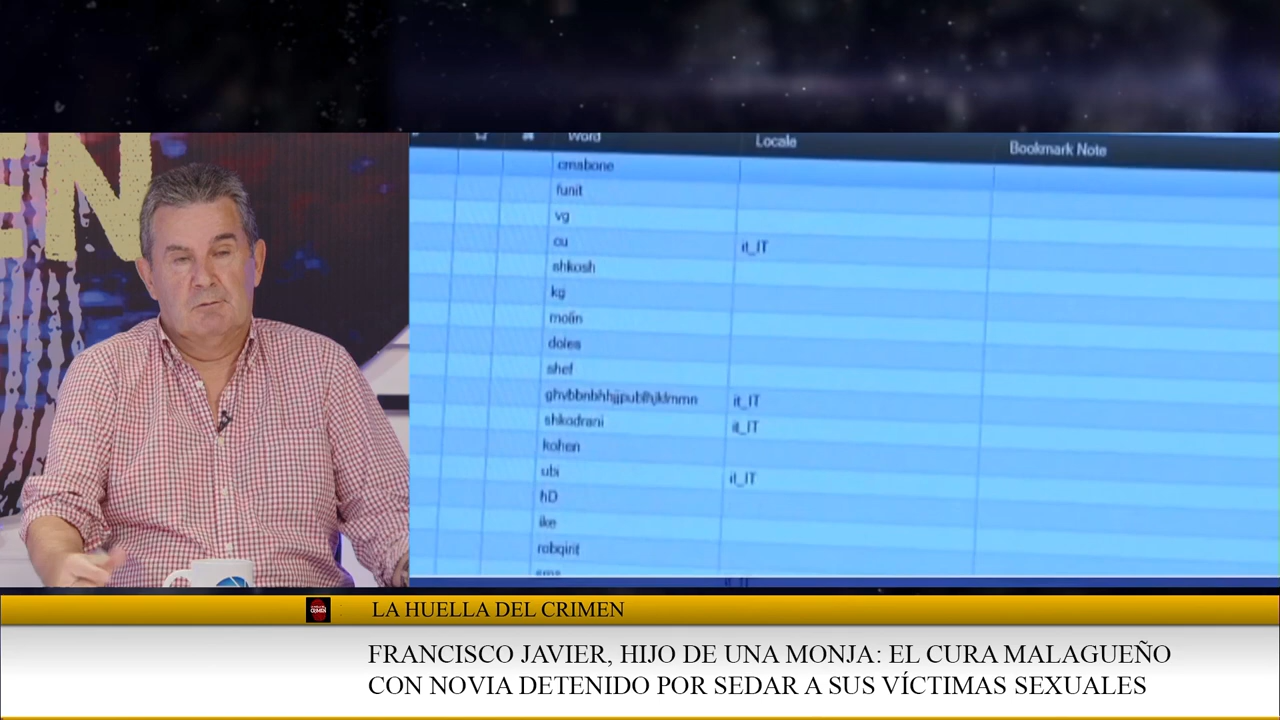 EN
Word Locale Bookmark Note
cmabone
funit
vg
cu it_IT
shkosh
kg
molin
doles
shef
shkodrani it_IT
kohen
ubi it_IT
hD
ike
robqirit
it_IT
LA HUELLA DEL CRIMEN
FRANCISCO JAVIER, HIJO DE UNA MONJA: EL CURA MALAGUEÑO
CON NOVIA DETENIDO POR SEDAR A SUS VÍCTIMAS SEXUALES